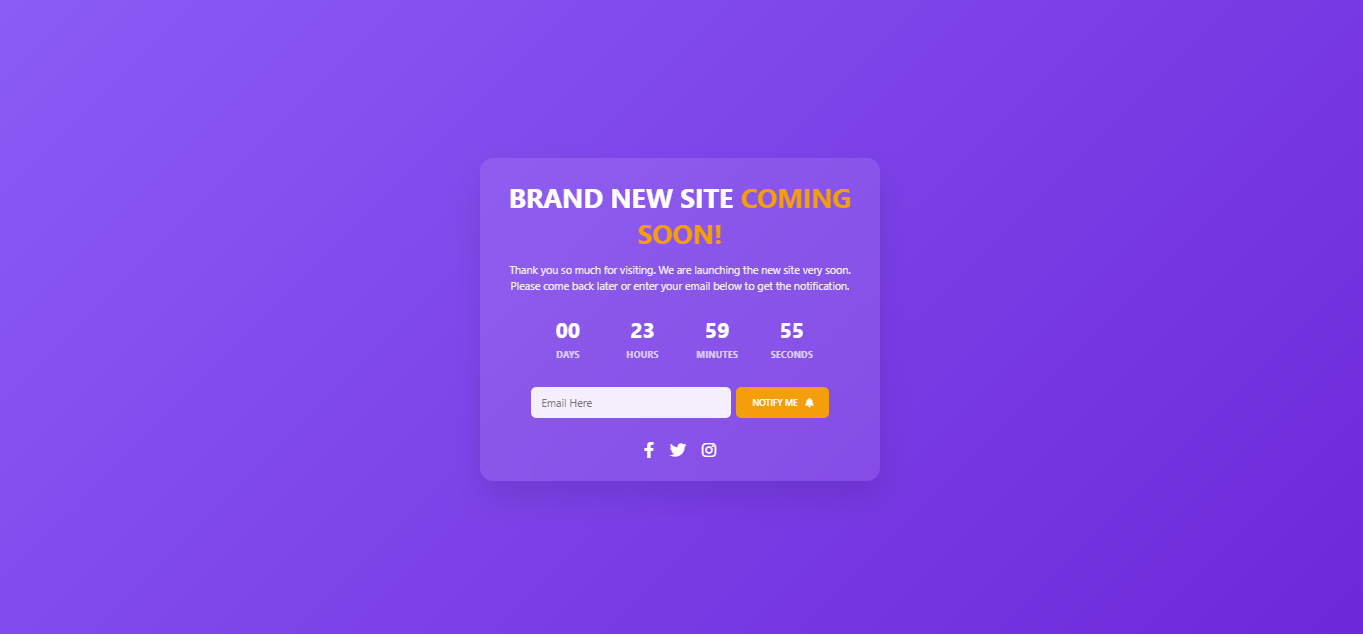 BRAND NEW SITE COMING
SOON!
Thank you so much for visiting. We are launching the new site very soon.
Please come back later or enter your email below to get the notification.
00 23 59 55
DAYS HOURS MINUTES SECONDS
Email Here NOTIFY ME